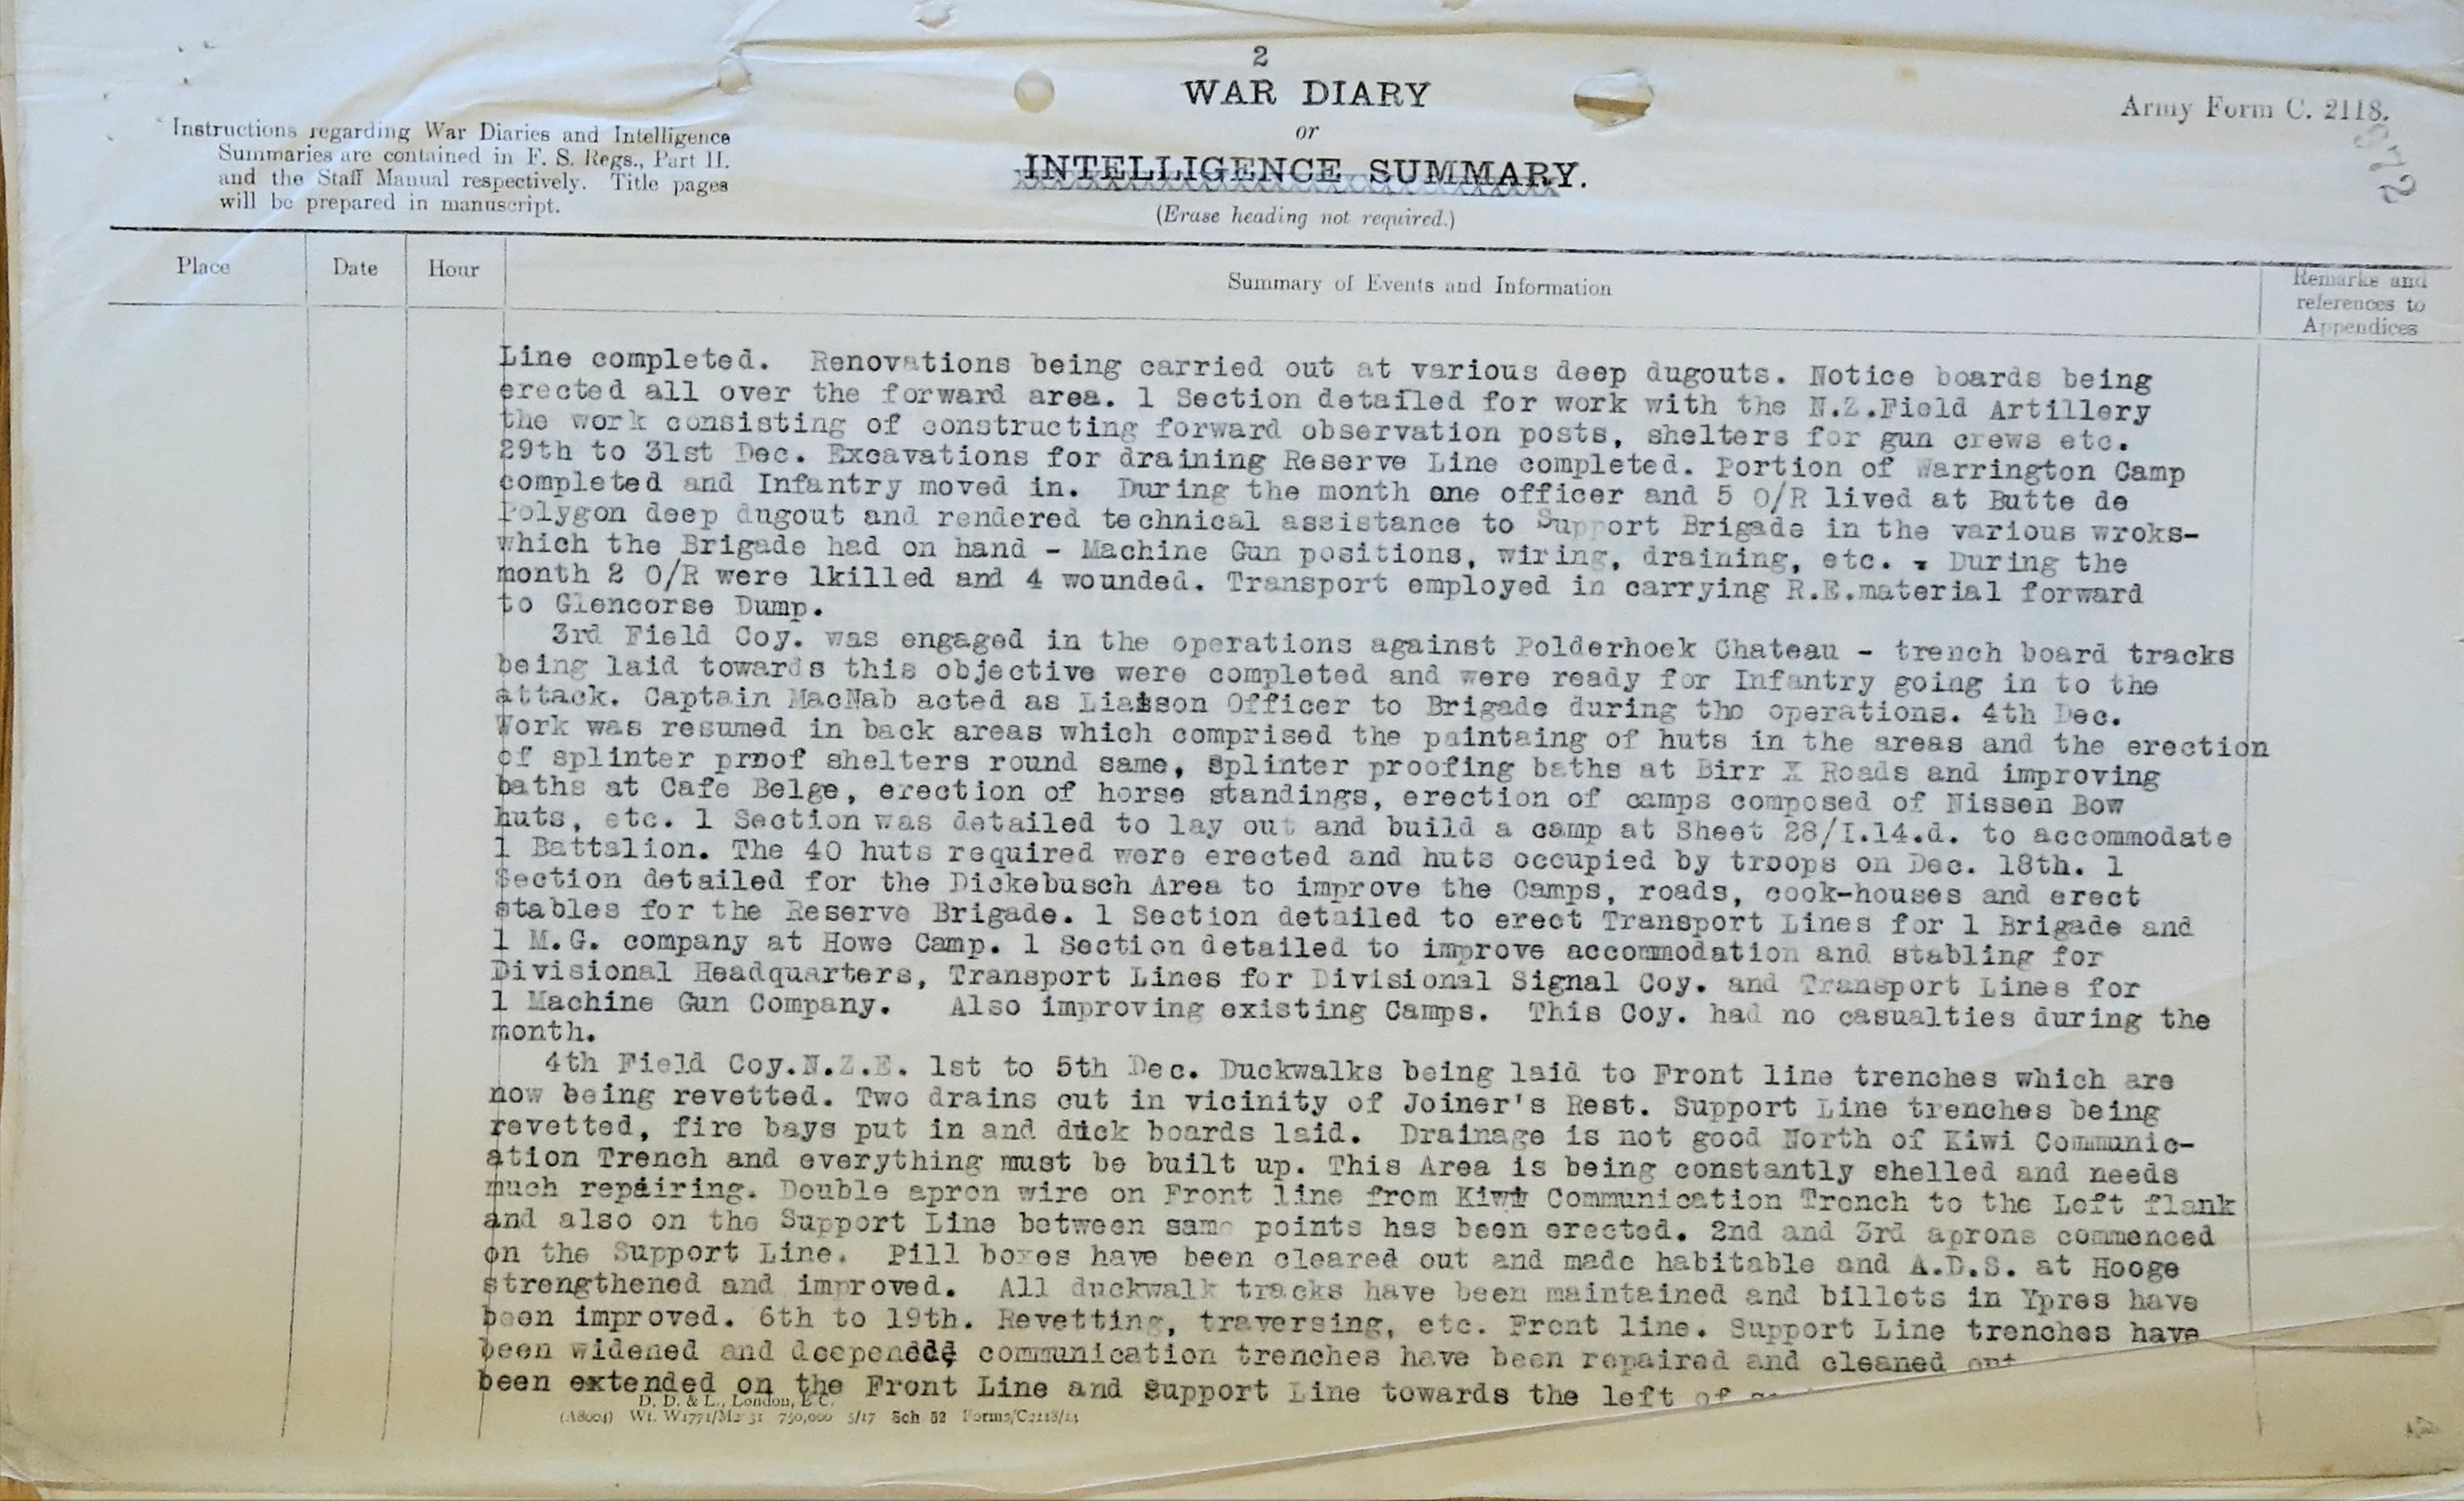 2
WAR DIARY
or
INTELLIGENCE SUMMARY.
(Erase heading not required.)
Army Form C. 2118.
Instructions regarding War Diaries and Intelligence
Summaries are contained in F. S. Regs., Part II.
and the Staff Manual respectively. Title pages
will be prepared in manuscript.
Place
Date
Hour
Summary of Events and Information
Remarks and
references to
Appendices
Line completed. Renovations being carried out at various deep dugouts. Notice boards being
erected all over the forward area. 1 Section detailed for work with the N.Z.Field Artillery
the work consisting of constructing forward observation posts, shelters for gun crews etc.
29th to 31st Dec. Excavations for draining Reserve Line completed. Portion of Warrington Camp
completed and Infantry moved in. During the month one officer and 5 O/R lived at Butte de
Polygon deep dugout and rendered technical assistance to Support Brigade in the various wroks-
which the Brigade had on hand - Machine Gun positions, wiring, draining, etc. - During the
month 2 O/R were 1killed and 4 wounded. Transport employed in carrying R.E.material forward
to Glencorse Dump.
3rd Field Coy. was engaged in the operations against Polderhoek Chateau - trench board tracks
being laid towards this objective were completed and were ready for Infantry going in to the
attack. Captain MacNab acted as Liaison Officer to Brigade during the operations. 4th Dec.
Work was resumed in back areas which comprised the paintaing of huts in the areas and the erection
of splinter prnof shelters round same, Splinter proofing baths at Birr X Roads and improving
baths at Cafe Belge, erection of horse standings, erection of camps composed of Nissen Bow
huts, etc. 1 Section was detailed to lay out and build a camp at Sheet 28/I.14.d. to accommodate
1 Battalion. The 40 huts required were erected and huts occupied by troops on Dec. 18th. 1
Section detailed for the Dickebusch Area to improve the Camps, roads, cook-houses and erect
stables for the Reserve Brigade. 1 Section detailed to erect Transport Lines for 1 Brigade and
1 M.G. company at Howe Camp. 1 Section detailed to improve accommodation and stabling for
Divisional Headquarters, Transport Lines for Divisional Signal Coy. and Transport Lines for
1 Machine Gun Company. Also improving existing Camps. This Coy. had no casualties during the
month.
4th Field Coy.N.Z.E. 1st to 5th Dec. Duckwalks being laid to Front line trenches which are
now being revetted. Two drains cut in vicinity of Joiner's Rest. Support Line trenches being
revetted, fire bays put in and duck boards laid. Drainage is not good North of Kiwi Communic-
ation Trench and everything must be built up. This Area is being constantly shelled and needs
much repairing. Double apron wire on Front line from Kiwi Communication Trench to the Left flank
and also on the Support Line between same points has been erected. 2nd and 3rd aprons commenced
on the Support Line. Pill boxes have been cleared out and made habitable and A.D.S. at Hooge
strengthened and improved. All duckwalk tracks have been maintained and billets in Ypres have
been improved. 6th to 19th. Revetting, traversing, etc. Front line. Support Line trenches have
been widened and deepended, communication trenches have been repaired and cleaned out
been extended on the Front Line and Support Line towards the left of
D. D. & L., London, E.C.
(A8004) Wt. W1771/M2 31 750,000 5/17 Sch 52 Forms/C2118/14